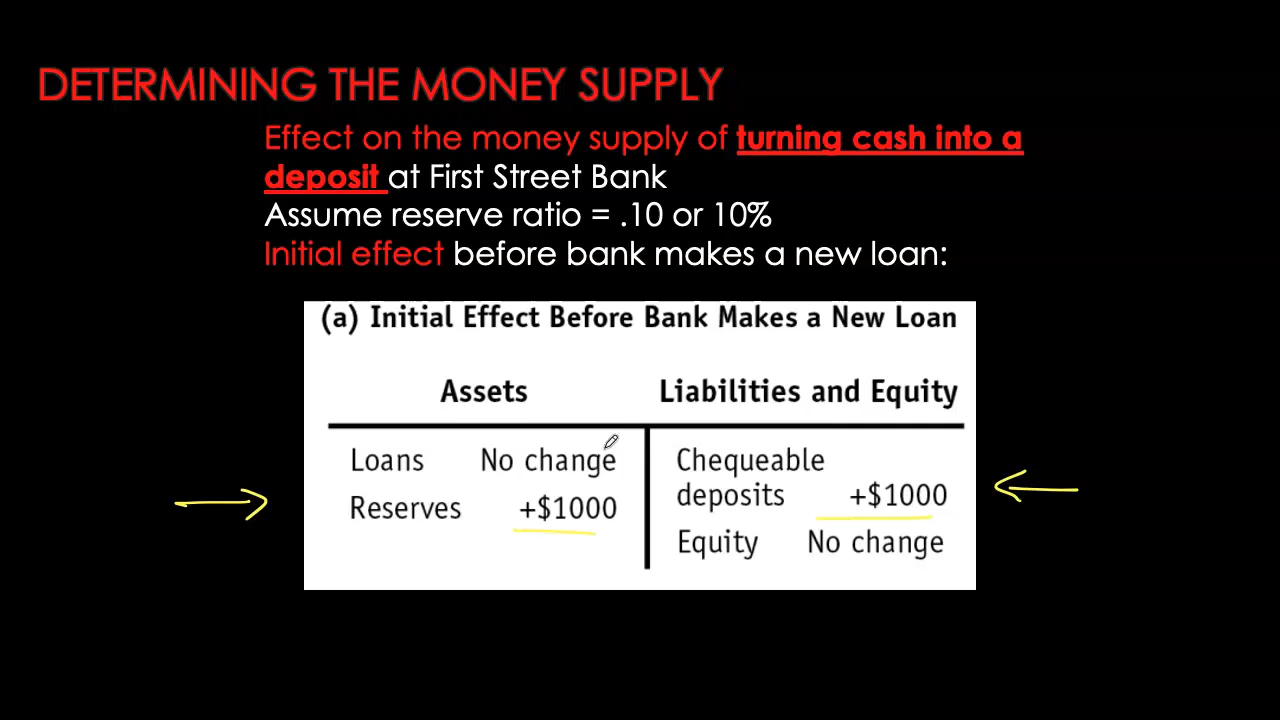 DETERMINING THE MONEY SUPPLY
Effect on the money supply of turning cash into a
deposit at First Street Bank
Assume reserve ratio = .10 or 10%
Initial effect before bank makes a new loan:
(a) Initial Effect Before Bank Makes a New Loan
Assets Liabilities and Equity
Loans No change
Reserves +$1000
Chequeable
deposits +$1000
Equity No change